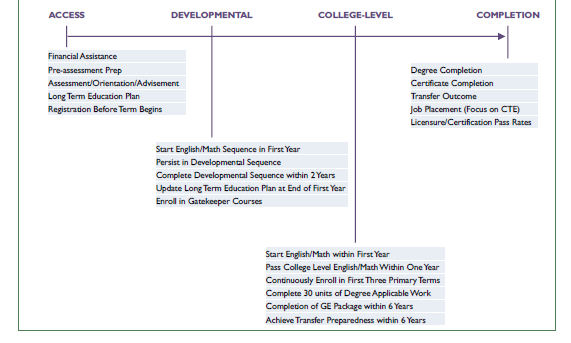 ACCESS
DEVELOPMENTAL
COLLEGE-LEVEL
COMPLETION
Financial Assistance
Pre-assessment Prep
Assessment/Orientation/Advisement
Long Term Education Plan
Registration Before Term Begins
Degree Completion
Certificate Completion
Transfer Outcome
Job Placement (Focus on CTE)
Licensure/Certification Pass Rates
Start English/Math Sequence in First Year
Persist in Developmental Sequence
Complete Developmental Sequence within 2 Years
Update Long Term Education Plan at End of First Year
Enroll in Gatekeeper Courses
Start English/Math within First Year
Pass College Level English/Math Within One Year
Continuously Enroll in First Three Primary Terms
Complete 30 units of Degree Applicable Work
Completion of GE Package within 6 Years
Achieve Transfer Preparedness within 6 Years